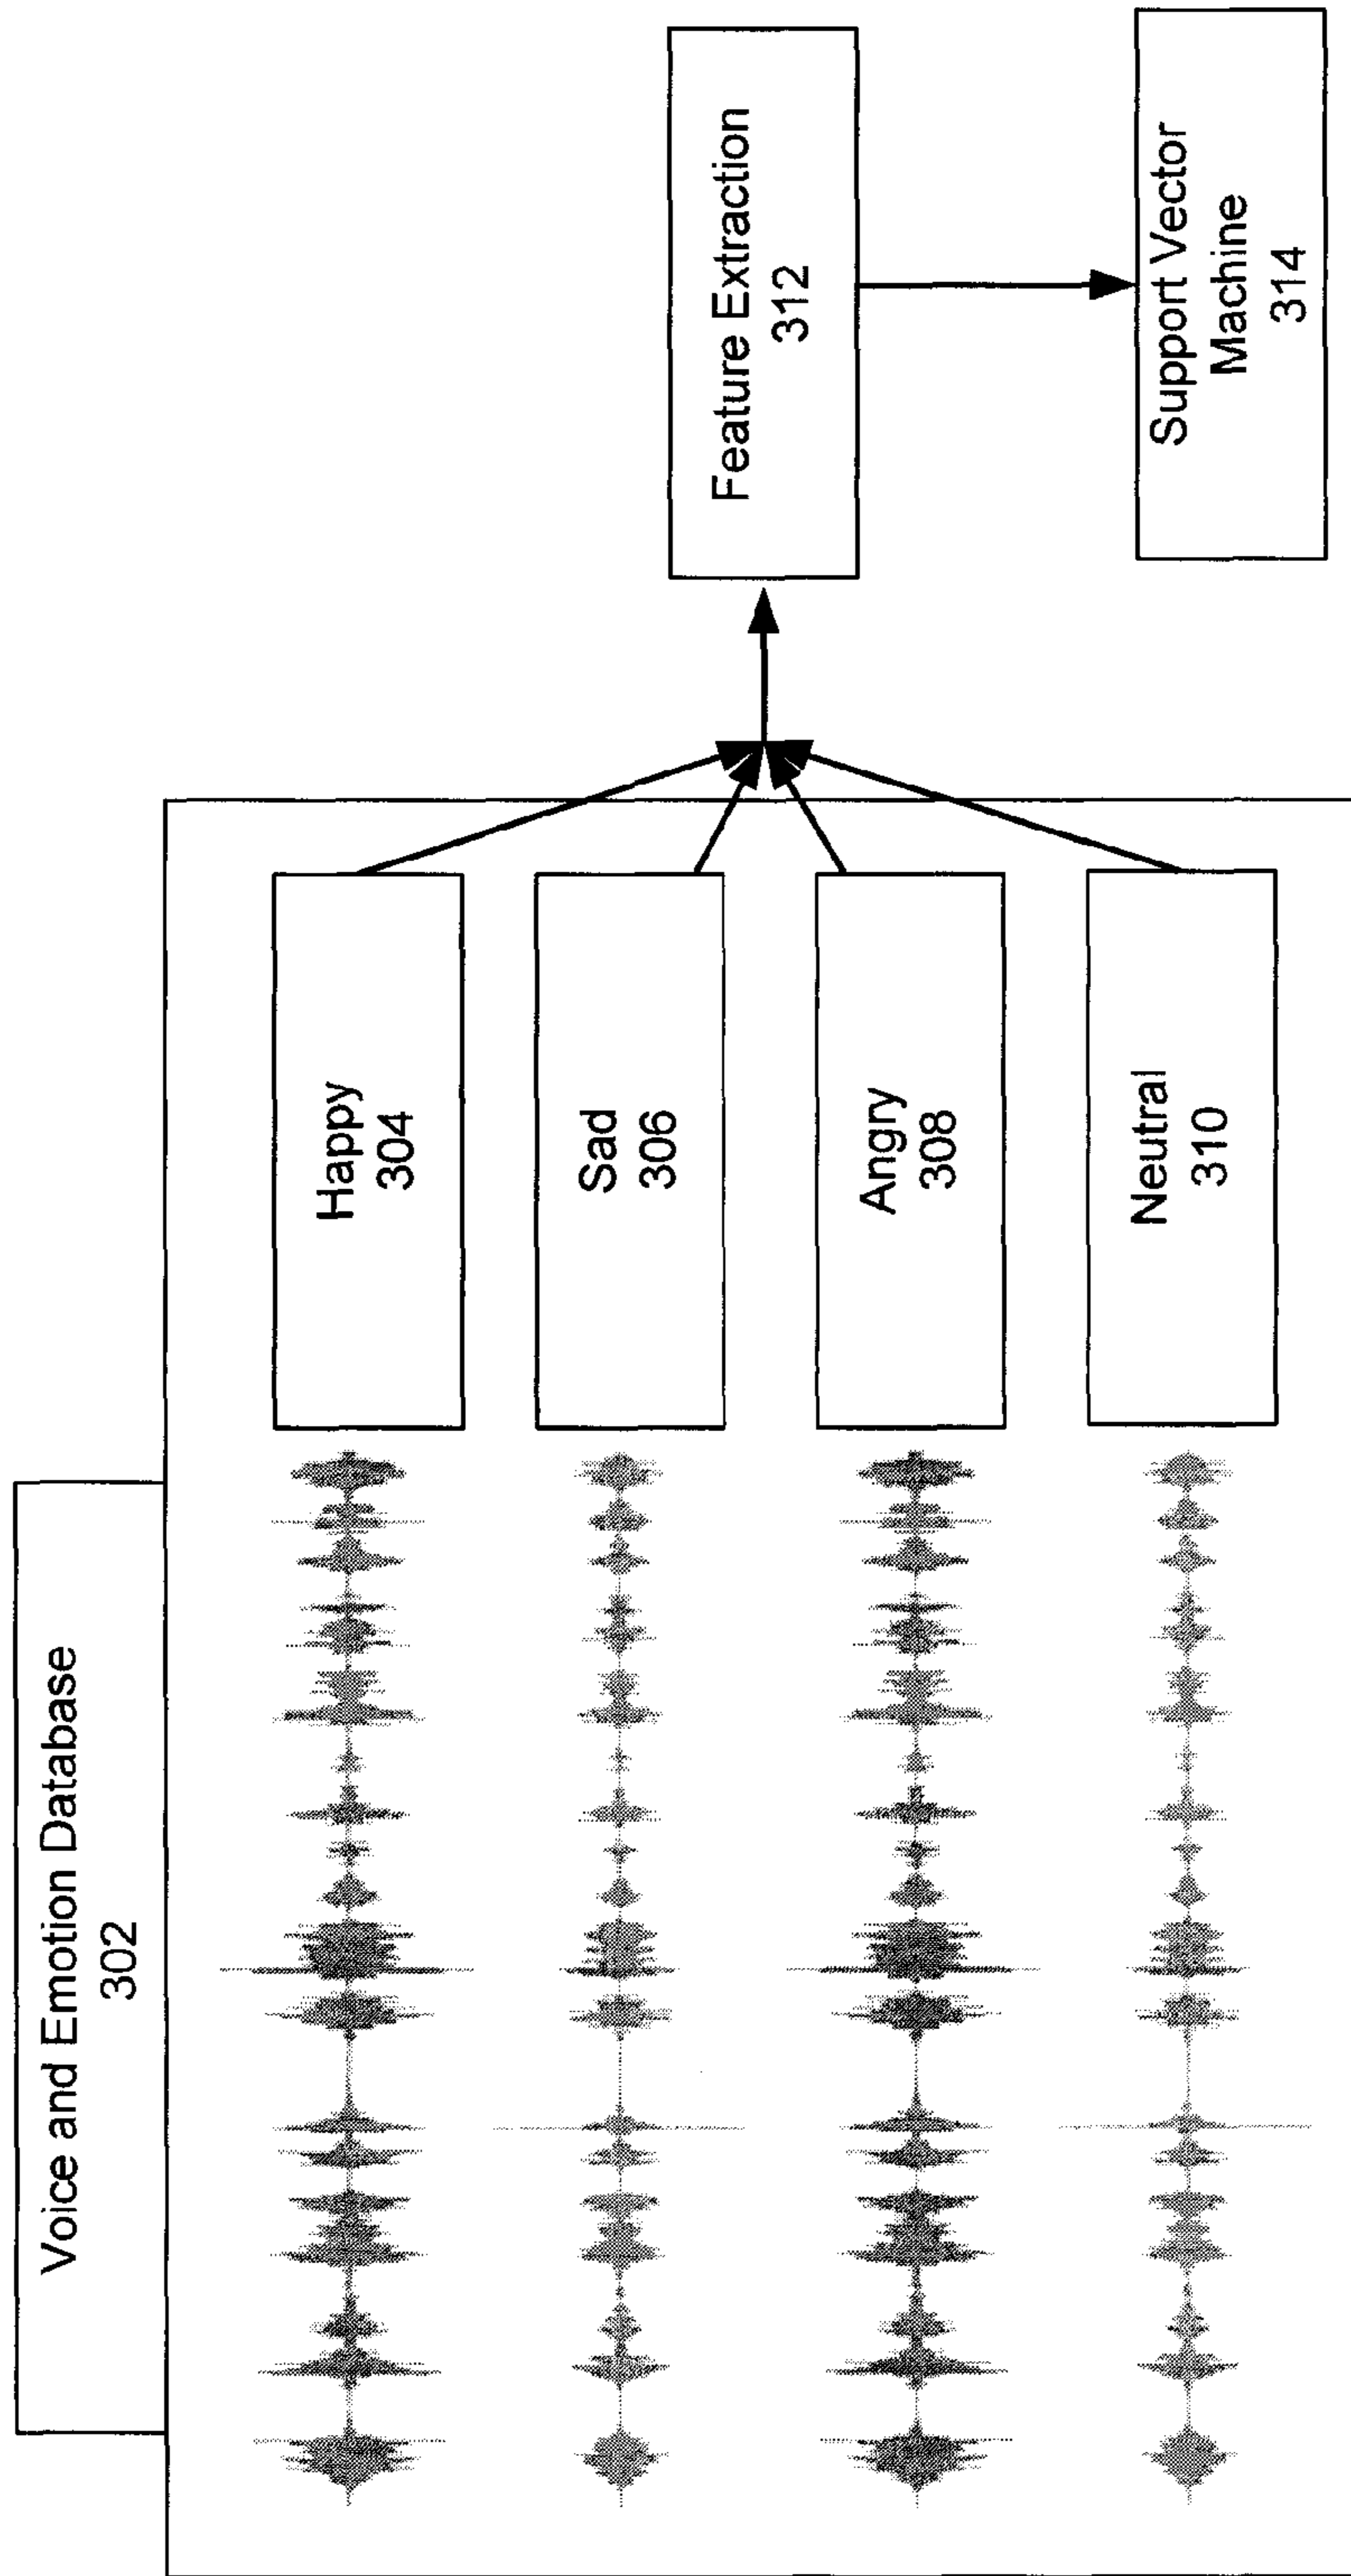 Voice and Emotion Database
302
Happy
304
Sad
306
Angry
308
Neutral
310
Feature Extraction
312
Support Vector
Machine
314